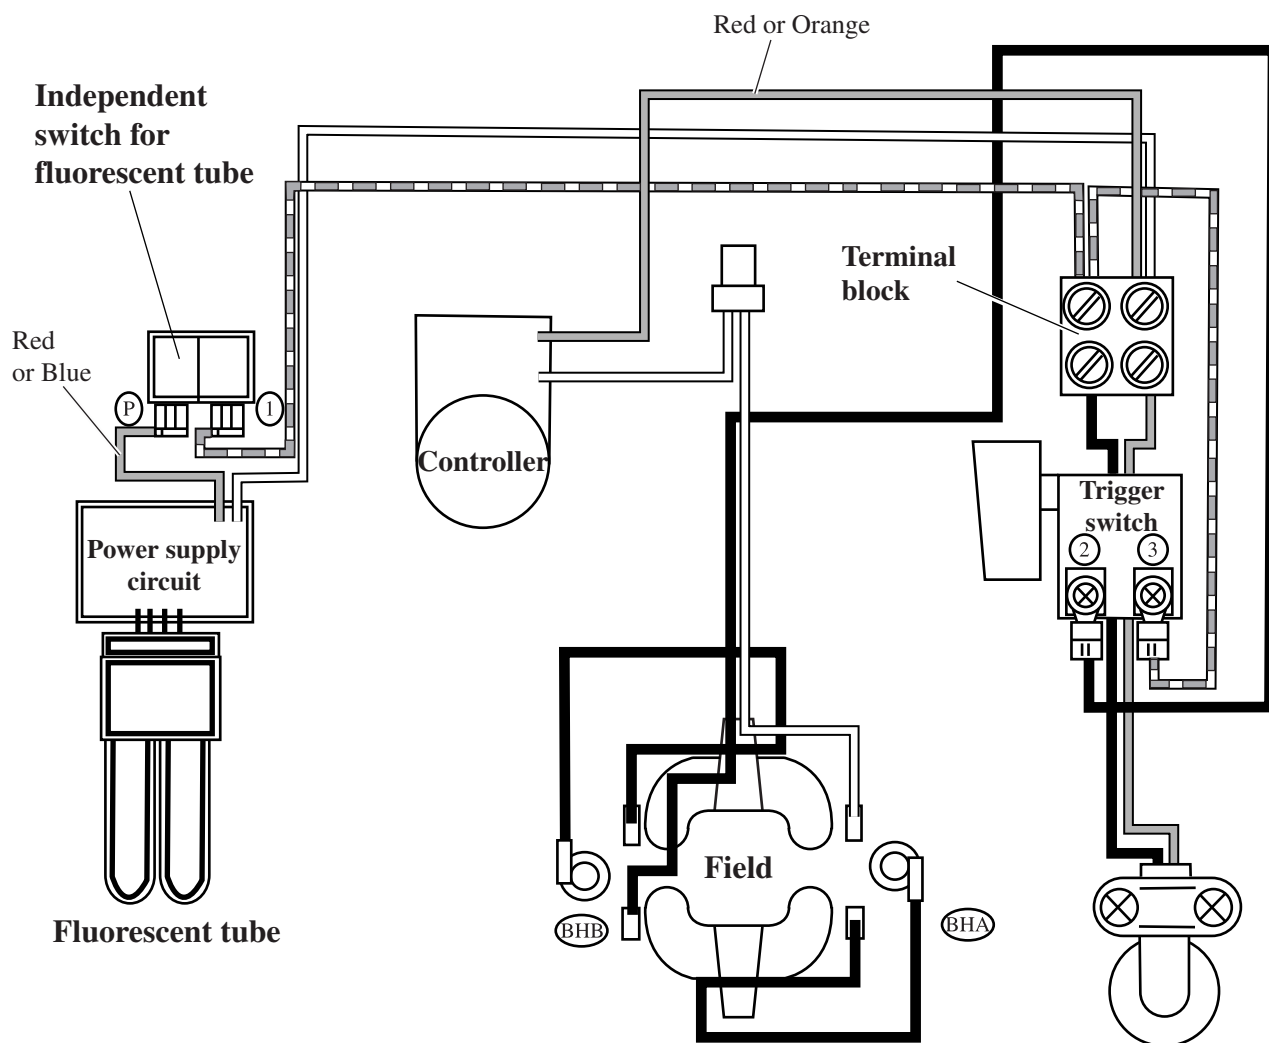 Red or Orange
Independent
switch for
fluorescent tube
Terminal
block
Red
or Blue
P
1
Controller
Trigger
switch
2
3
Power supply
circuit
Field
BHB
BHA
Fluorescent tube